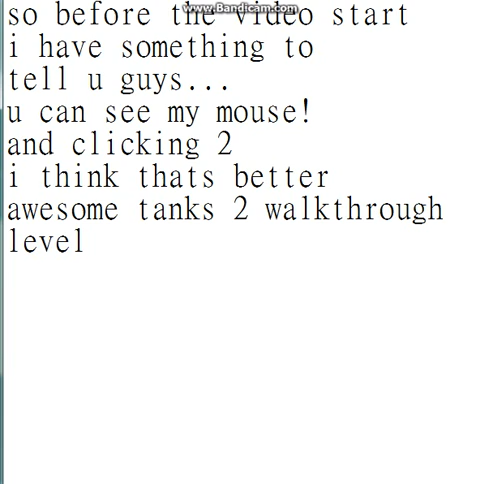 www.Bandicam.com
so before the video start
i have something to
tell u guys...
u can see my mouse!
and clicking 2
i think thats better
awesome tanks 2 walkthrough
level